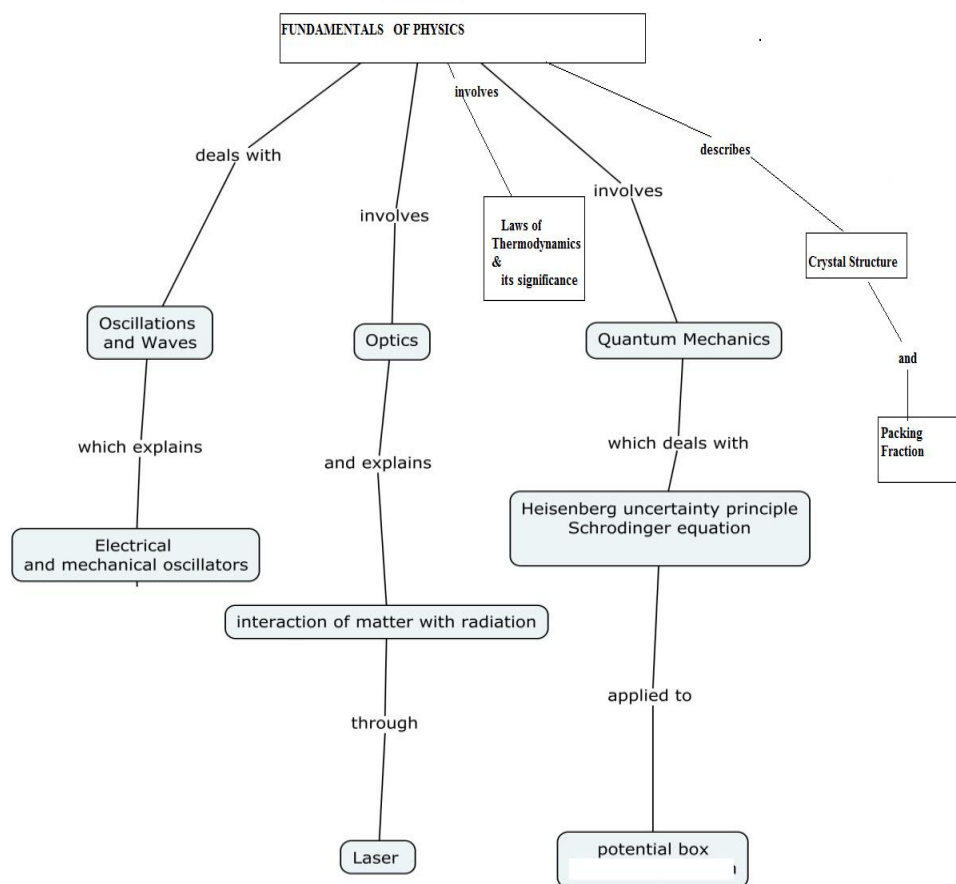 FUNDAMENTALS OF PHYSICS
involves
deals with
describes
involves
involves
Laws of
Thermodynamics
&
its significance
Crystal Structure
Oscillations
and Waves
Optics
Quantum Mechanics
and
which explains
and explains
which deals with
Packing
Fraction
Heisenberg uncertainty principle
Schrodinger equation
Electrical
and mechanical oscillators
interaction of matter with radiation
applied to
through
potential box
Laser